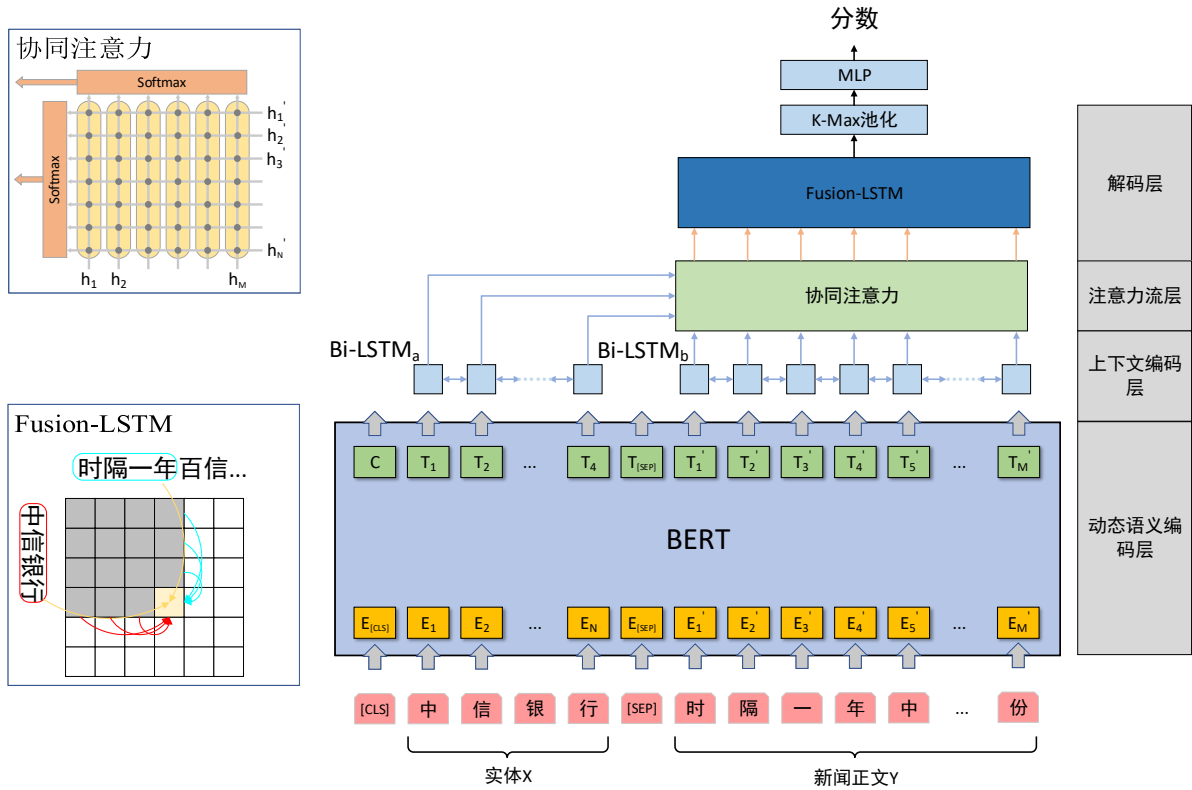 协同注意力
Softmax
Softmax
h1'
h2'
h3'
hN'
h1 h2 hM
Fusion-LSTM
时隔一年百信...
中信银行
分数
MLP
K-Max池化
Fusion-LSTM
协同注意力
Bi-LSTMa Bi-LSTMb
C T1 T2 ... T4 T[SEP] T1' T2' T3' T4' T5' ... TM'
BERT
E[CLS] E1 E2 ... EN E[SEP] E1' E2' E3' E4' E5' ... EM'
[CLS] 中 信 银 行 [SEP] 时 隔 一 年 中 ... 份
实体X 新闻正文Y
解码层
注意力流层
上下文编码
层
动态语义编
码层